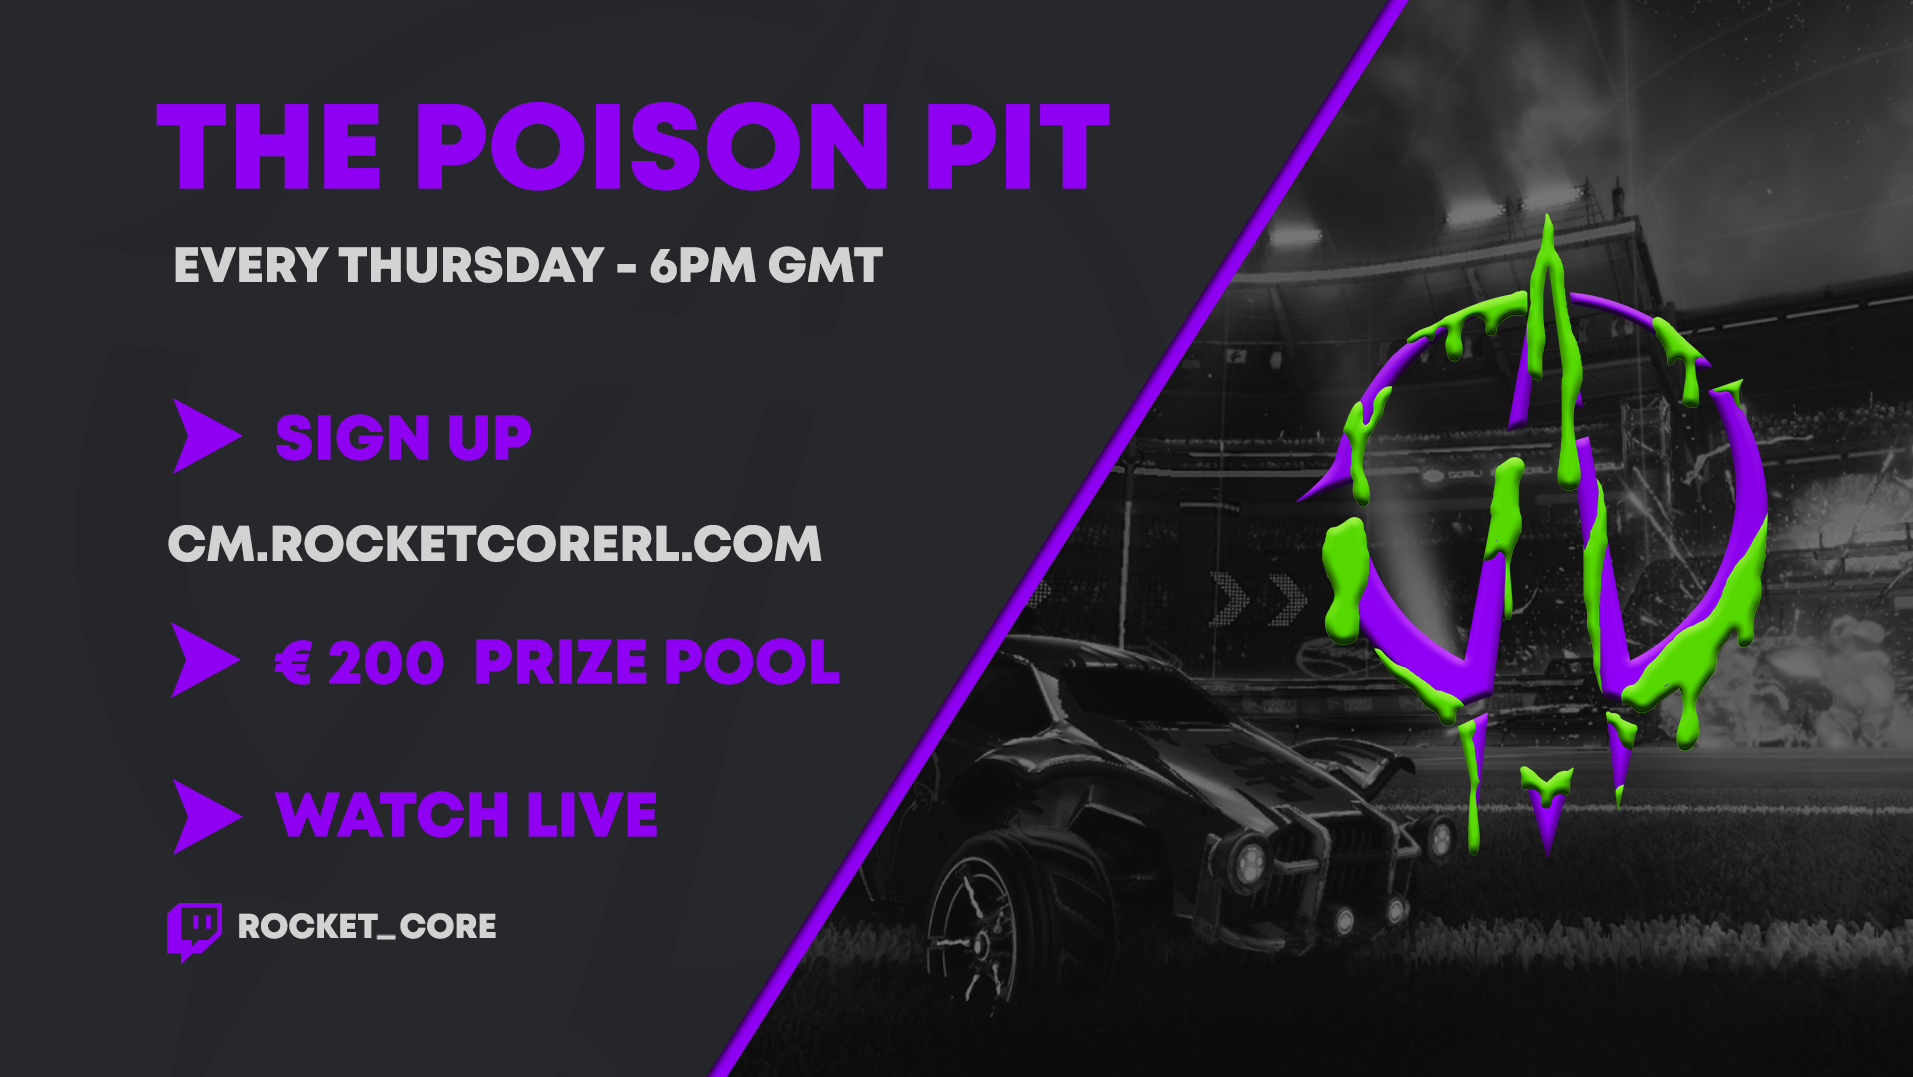 THE POISON PIT
EVERY THURSDAY - 6PM GMT
SIGN UP
CM.ROCKETCORERL.COM
€ 200 PRIZE POOL
WATCH LIVE
ROCKET_CORE